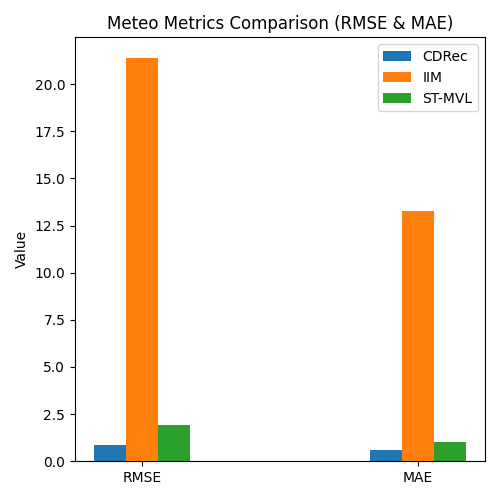 Meteo Metrics Comparison (RMSE & MAE)
CDRec
IIM
ST-MVL
Value
20.0
17.5
15.0
12.5
10.0
7.5
5.0
2.5
0.0
RMSE
MAE